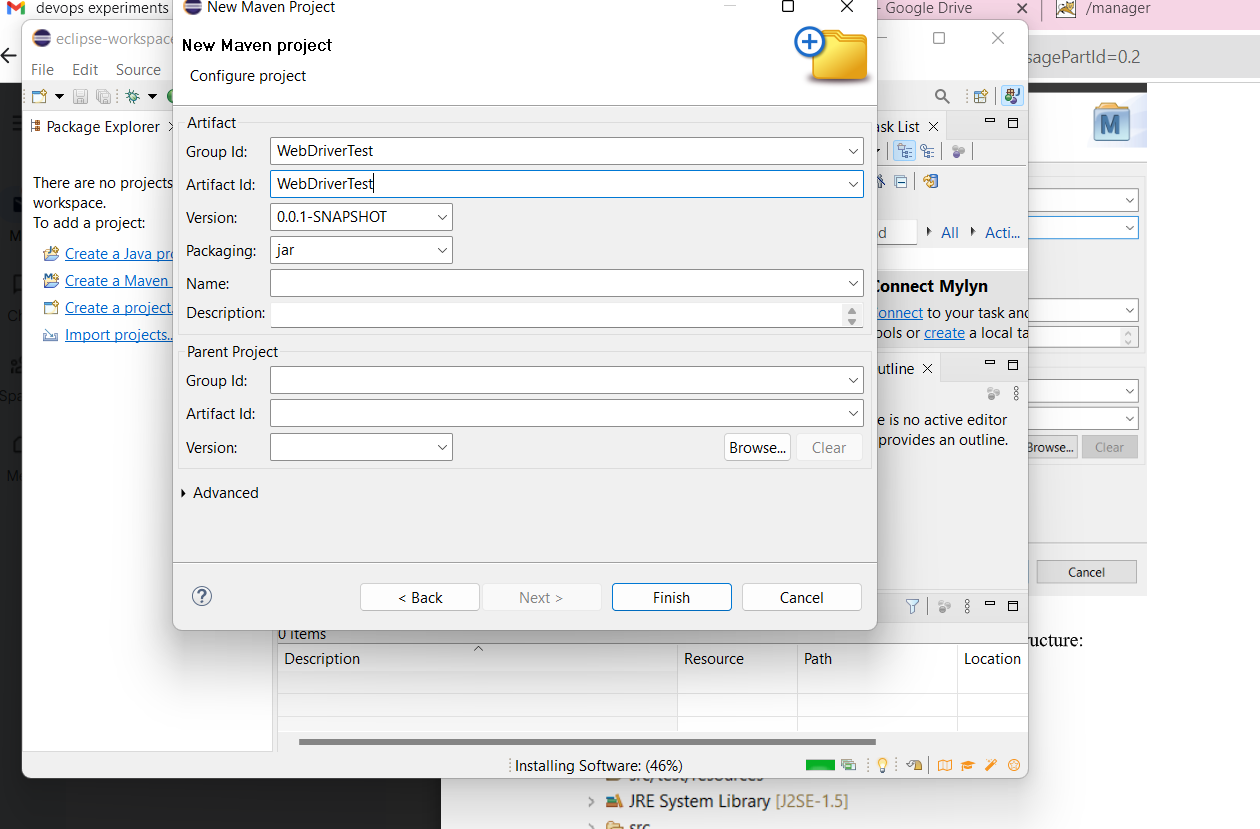 devops experiments
New Maven Project
- Google Drive
/manager
eclipse-workspace
sagePartId=0.2
File Edit Source
New Maven project
Configure project
Package Explorer
ask List
Artifact
Group Id: WebDriverTest
Artifact Id: WebDriverTest
Version: 0.0.1-SNAPSHOT
Packaging: jar
Name:
Description:
There are no projects
workspace.
To add a project:
Create a Java pro
Create a Maven
Create a project.
Import projects..
All Acti...
Connect Mylyn
onnect to your task and
ools or create a local ta
Parent Project
Group Id:
Artifact Id:
Version:
Browse... Clear
utline
e is no active editor
provides an outline.
Browse... Clear
Advanced
< Back Next > Finish Cancel
Cancel
0 items
ucture:
Description Resource Path Location
Installing Software: (46%)
src/test/resources
JRE System Library [J2SE-1.5]
src